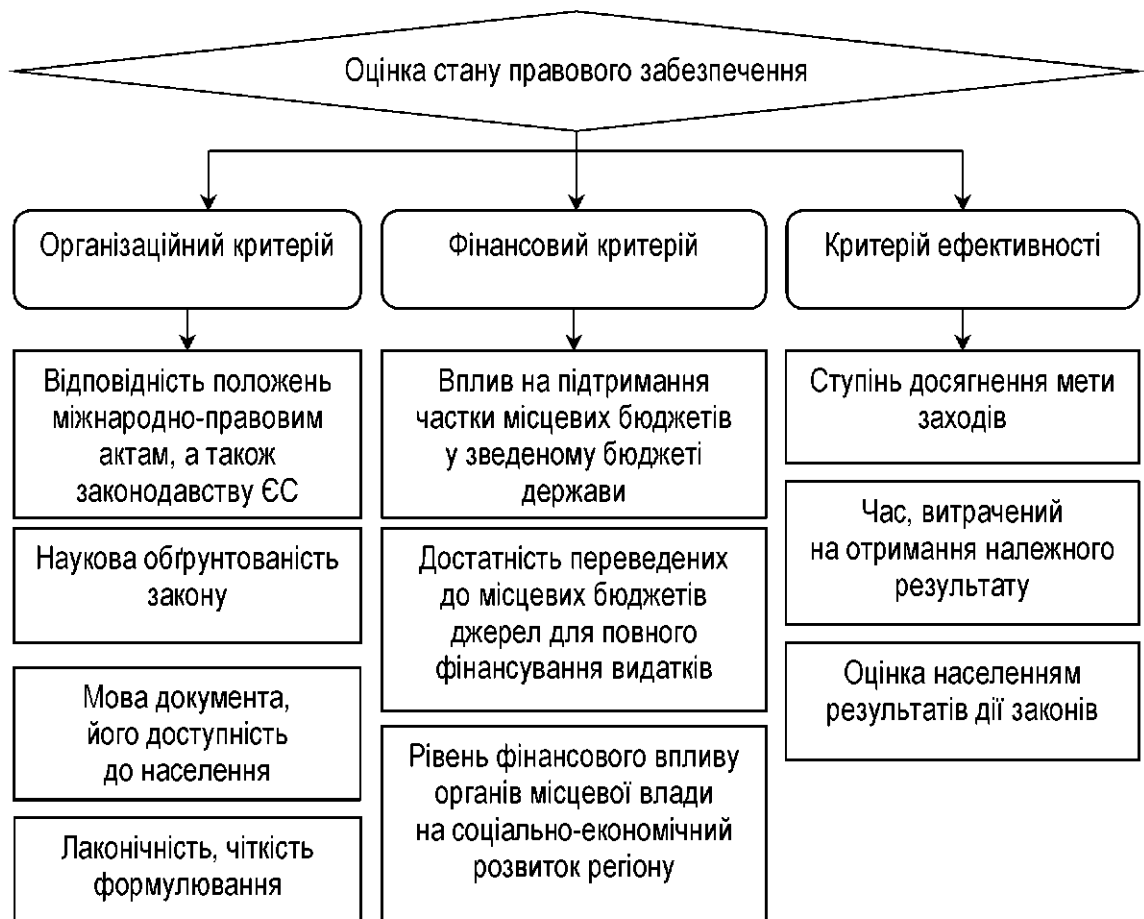 Оцінка стану правового забезпечення
Організаційний критерій
Фінансовий критерій
Критерій ефективності
Відповідність положень
міжнародно-правовим
актам, а також
законодавству ЄС
Наукова обґрунтованість
закону
Мова документа,
його доступність
до населення
Лаконічність, чіткість
формулювання
Вплив на підтримання
частки місцевих бюджетів
у зведеному бюджеті
держави
Достатність переведених
до місцевих бюджетів
джерел для повного
фінансування видатків
Рівень фінансового впливу
органів місцевої влади
на соціально-економічний
розвиток регіону
Ступінь досягнення мети
заходів
Час, витрачений
на отримання належного
результату
Оцінка населенням
результатів дії законів